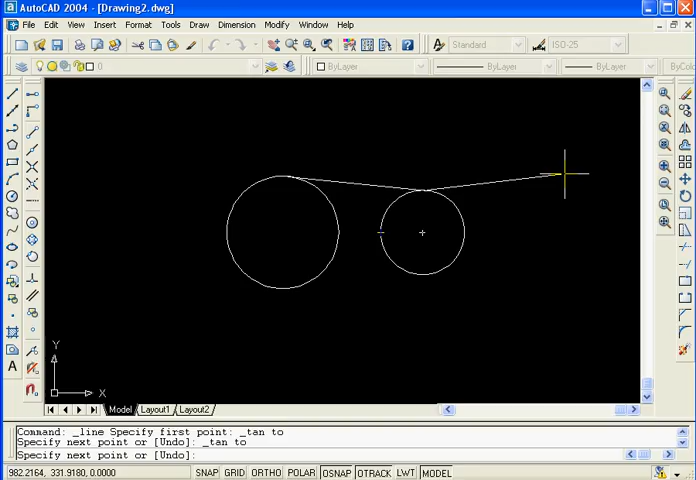 AutoCAD 2004 - [Drawing2.dwg]
File Edit View Insert Format Tools Draw Dimension Modify Window Help
Standard ISO-25
0 ByLayer ByLayer ByLayer ByColo
Y
X
Model Layout1 Layout2
Command: _line Specify first point: _tan to
Specify next point or [Undo]: _tan to
Specify next point or [Undo]:
982.2164, 331.9180, 0.0000 SNAP GRID ORTHO POLAR OSNAP OTRACK LWT MODEL